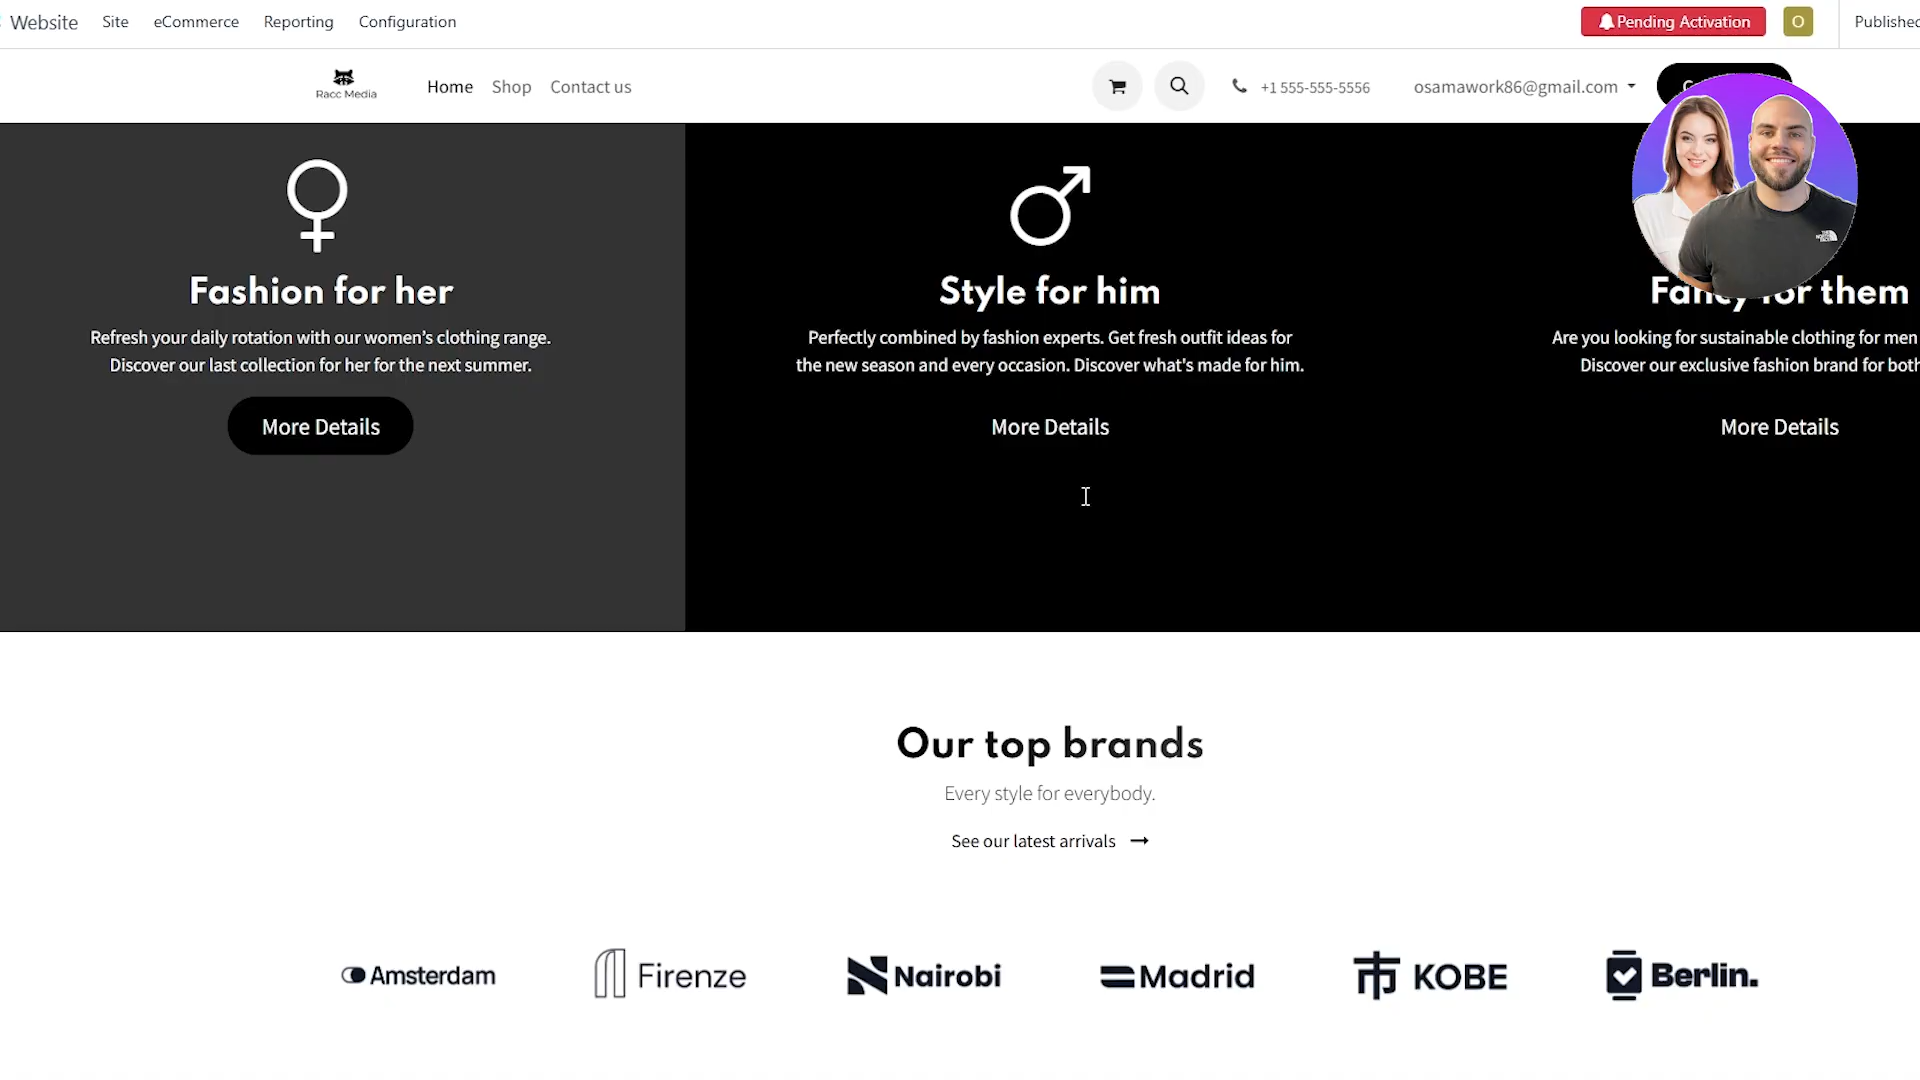 Website Site eCommerce Reporting Configuration Pending Activation O Published
Racc Media Home Shop Contact us +1 555-555-5556 osamawork86@gmail.com
Fashion for her
Refresh your daily rotation with our women’s clothing range.
Discover our last collection for her for the next summer.
More Details
Style for him
Perfectly combined by fashion experts. Get fresh outfit ideas for
the new season and every occasion. Discover what's made for him.
More Details
Fancy for them
Are you looking for sustainable clothing for men
Discover our exclusive fashion brand for both
More Details
Our top brands
Every style for everybody.
See our latest arrivals
Amsterdam
Firenze
Nairobi
Madrid
市 KOBE
Berlin.